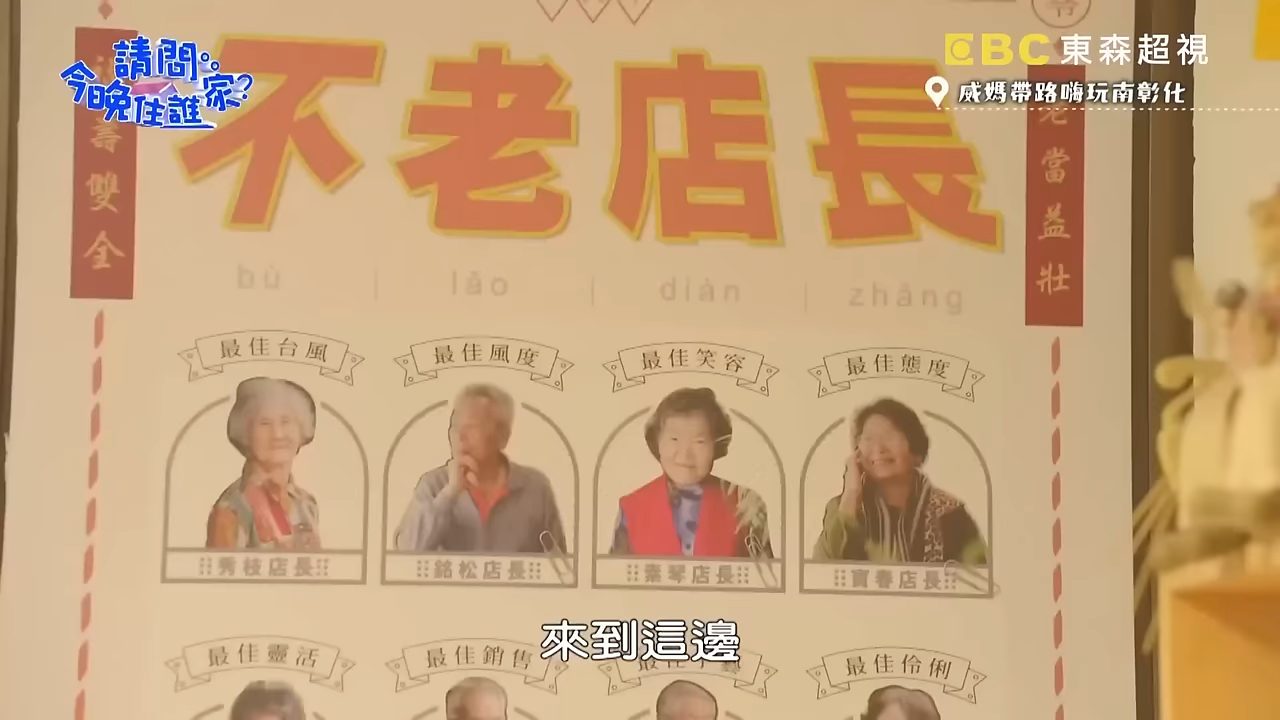 請問
今晚住誰家?
EBC 東森超視
威媽帶路嗨玩南彰化
不老店長
bù lǎo diàn zhǎng
壽雙全
老當益壯
最佳台風
最佳風度
最佳笑容
最佳態度
秀枝店長
銘松店長
素琴店長
寶春店長
來到這邊
最佳靈活
最佳銷售
最佳伶俐